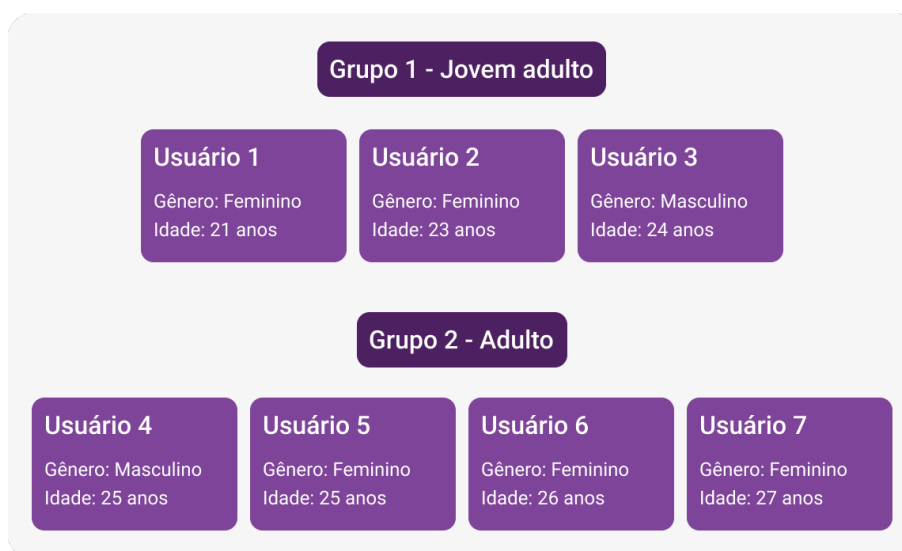 Grupo 1 - Jovem adulto
Usuário 1
Gênero: Feminino
Idade: 21 anos
Usuário 2
Gênero: Feminino
Idade: 23 anos
Usuário 3
Gênero: Masculino
Idade: 24 anos
Grupo 2 - Adulto
Usuário 4
Gênero: Masculino
Idade: 25 anos
Usuário 5
Gênero: Feminino
Idade: 25 anos
Usuário 6
Gênero: Feminino
Idade: 26 anos
Usuário 7
Gênero: Feminino
Idade: 27 anos